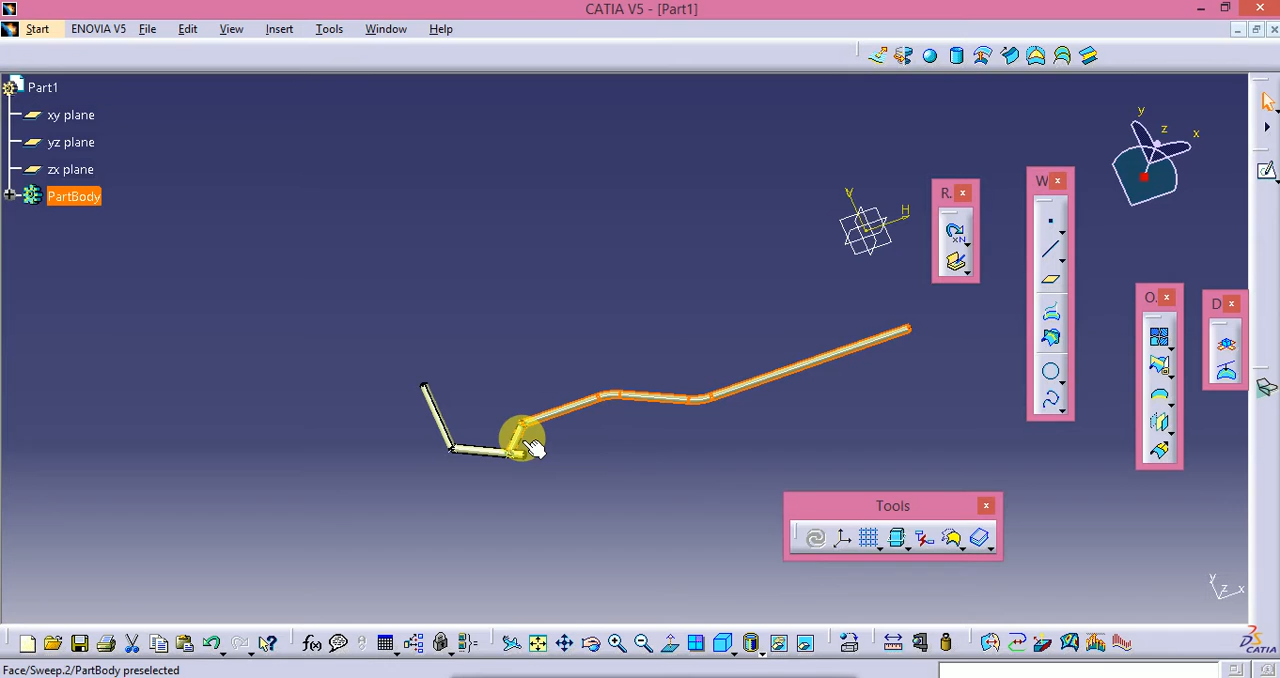 CATIA V5 - [Part1]
Start ENOVIA V5 File Edit View Insert Tools Window Help
Part1
xy plane
yz plane
zx plane
PartBody
y
z
x
V
H
R.
W
O.
D
Tools
y
z x
f(x)
CATIA
Face/Sweep.2/PartBody preselected